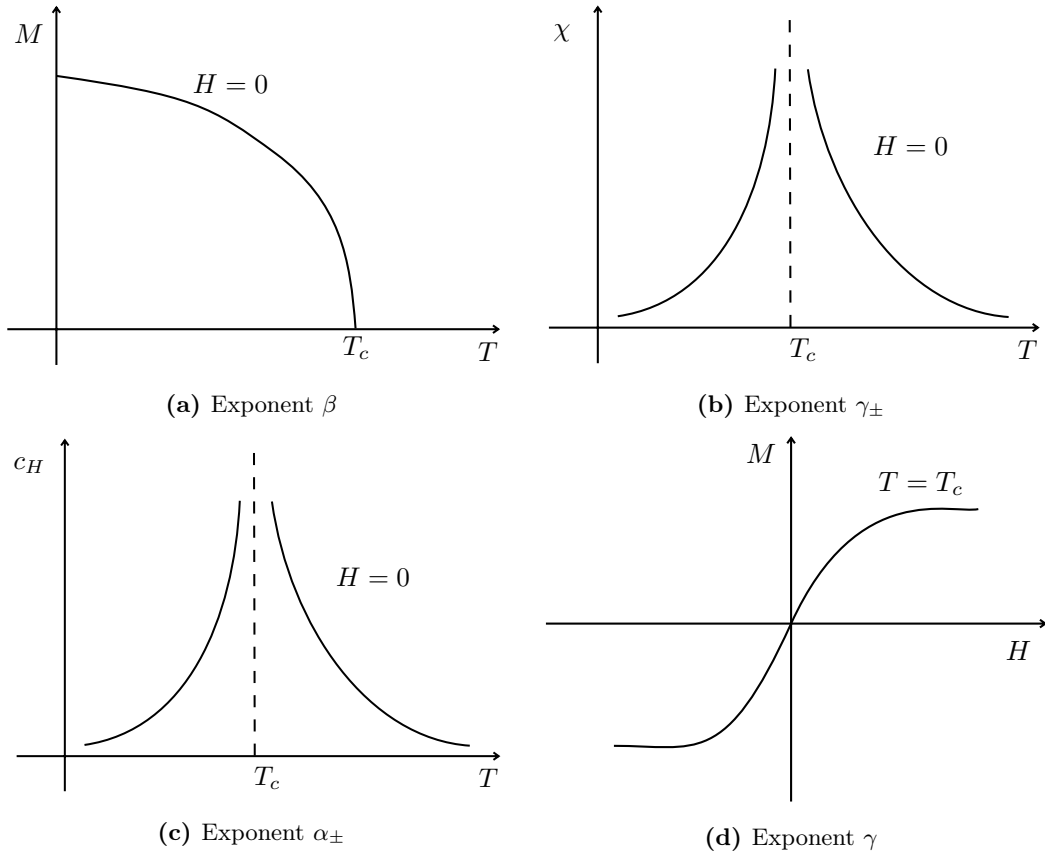 M
H = 0
T_c
T
(a) Exponent β
χ
H = 0
T_c
T
(b) Exponent γ±
c_H
H = 0
T_c
T
(c) Exponent α±
M
T = T_c
H
(d) Exponent γ